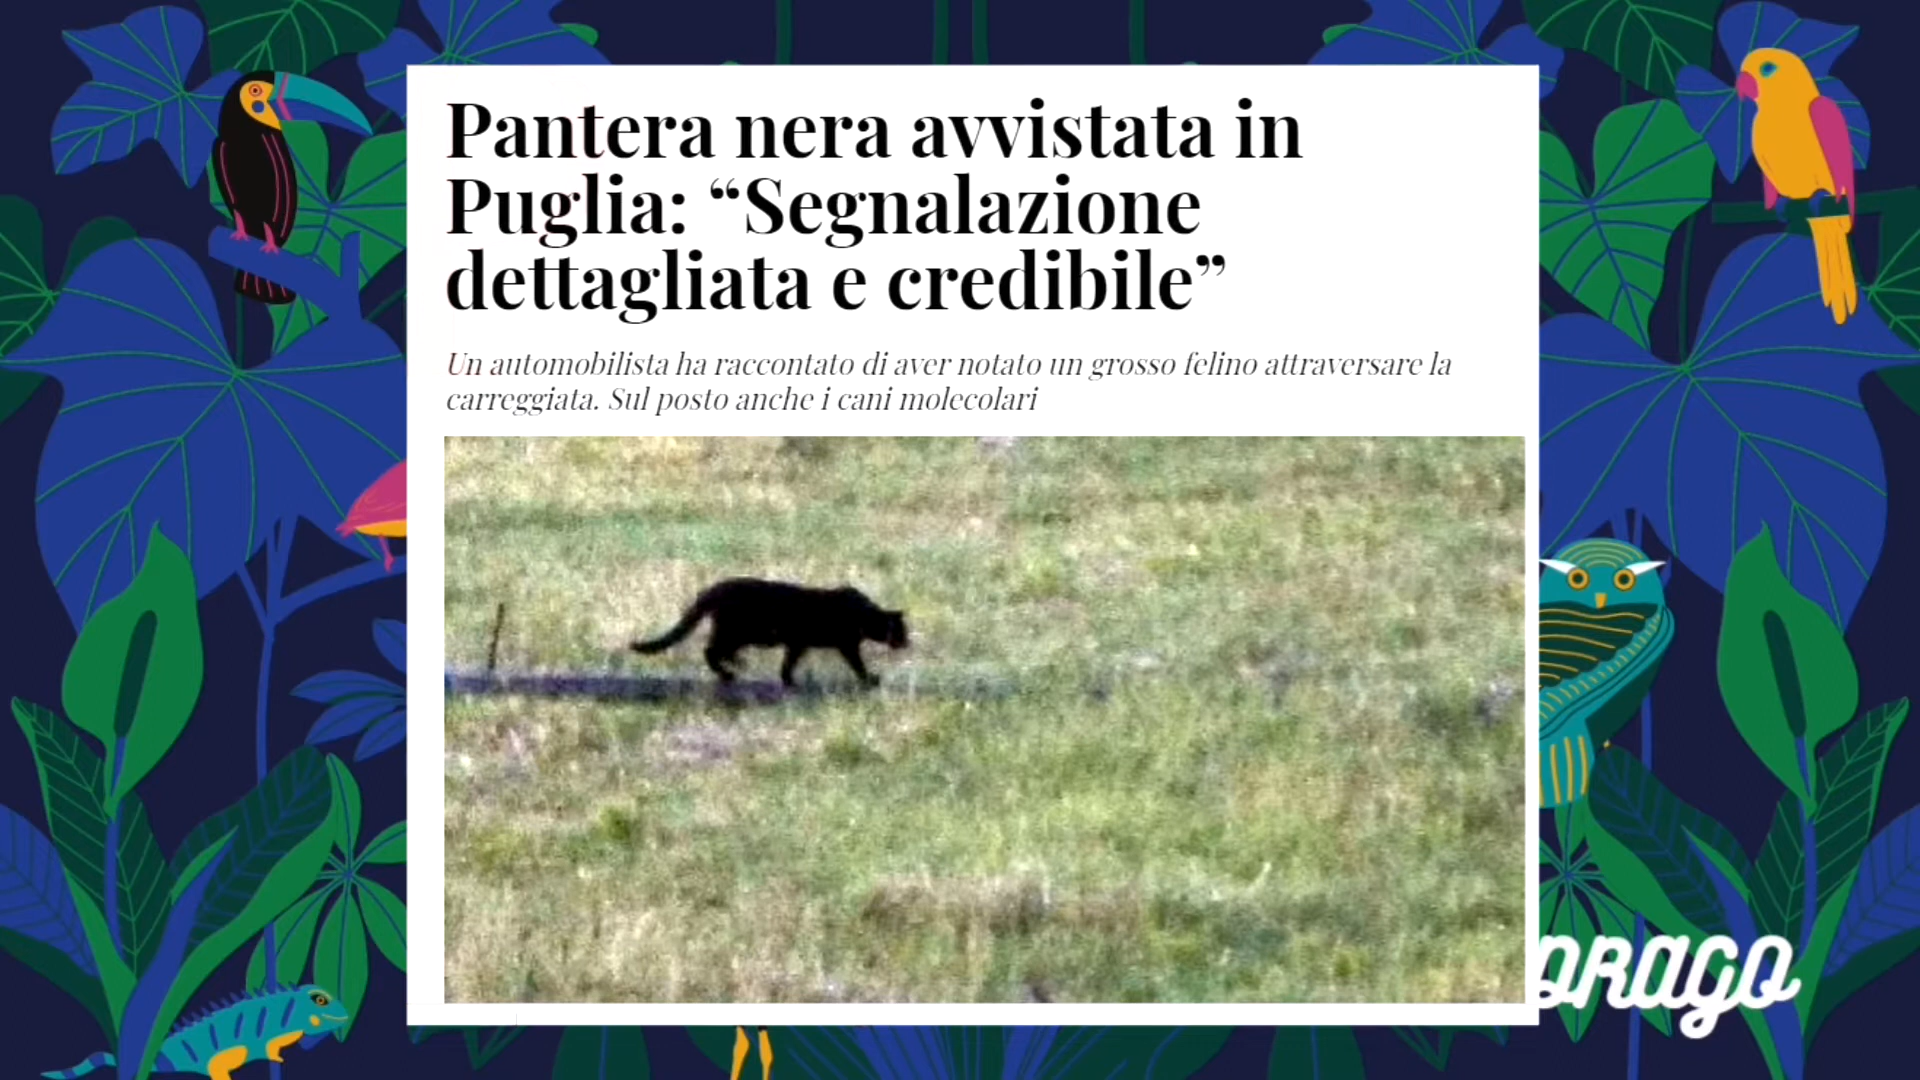 Pantera nera avvistata in
Puglia: “Segnalazione
dettagliata e credibile”
Un automobilista ha raccontato di aver notato un grosso felino attraversare la
carreggiata. Sul posto anche i cani molecolari
DRAGO